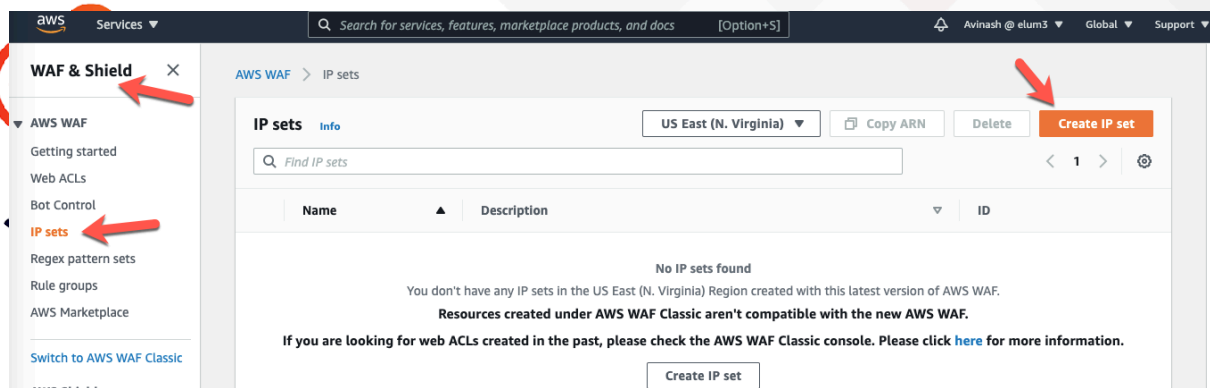 aws
Services ▼
Search for services, features, marketplace products, and docs [Option+S]
Avinash @ elum3 ▼
Global ▼
Support ▼
WAF & Shield
AWS WAF
Getting started
Web ACLs
Bot Control
IP sets
Regex pattern sets
Rule groups
AWS Marketplace
Switch to AWS WAF Classic
AWS WAF > IP sets
IP sets Info
US East (N. Virginia) ▼
Copy ARN
Delete
Create IP set
Find IP sets
1
Name
Description
ID
No IP sets found
You don't have any IP sets in the US East (N. Virginia) Region created with this latest version of AWS WAF.
Resources created under AWS WAF Classic aren't compatible with the new AWS WAF.
If you are looking for web ACLs created in the past, please check the AWS WAF Classic console. Please click here for more information.
Create IP set